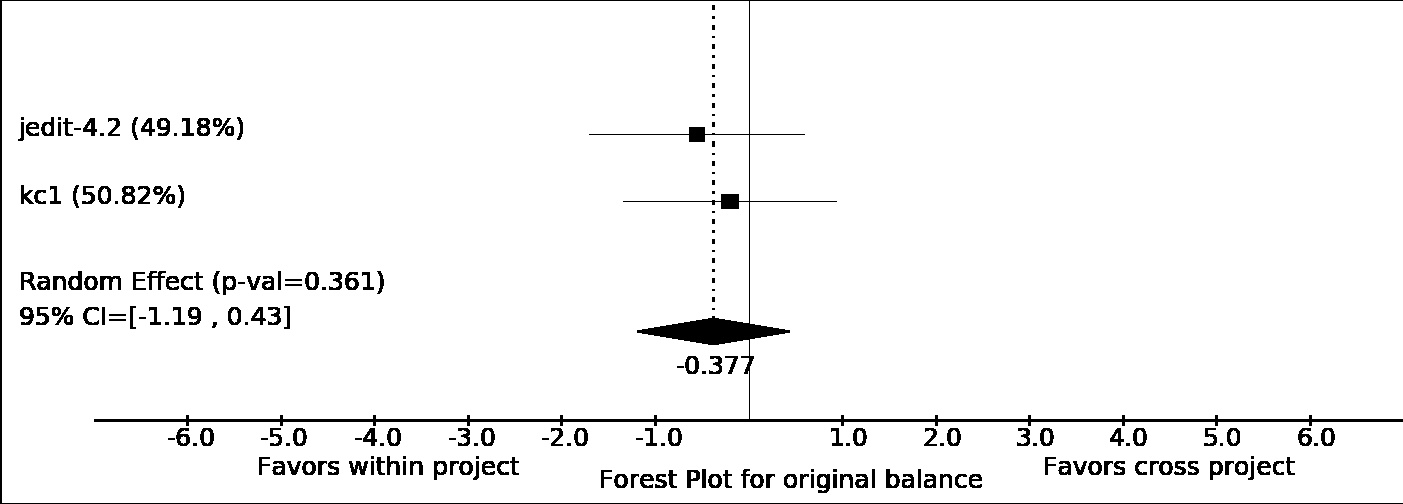 jedit-4.2 (49.18%)
kc1 (50.82%)
Random Effect (p-val=0.361)
95% CI=[-1.19 , 0.43]
-0.377
-6.0 -5.0 -4.0 -3.0 -2.0 -1.0 1.0 2.0 3.0 4.0 5.0 6.0
Favors within project Forest Plot for original balance Favors cross project